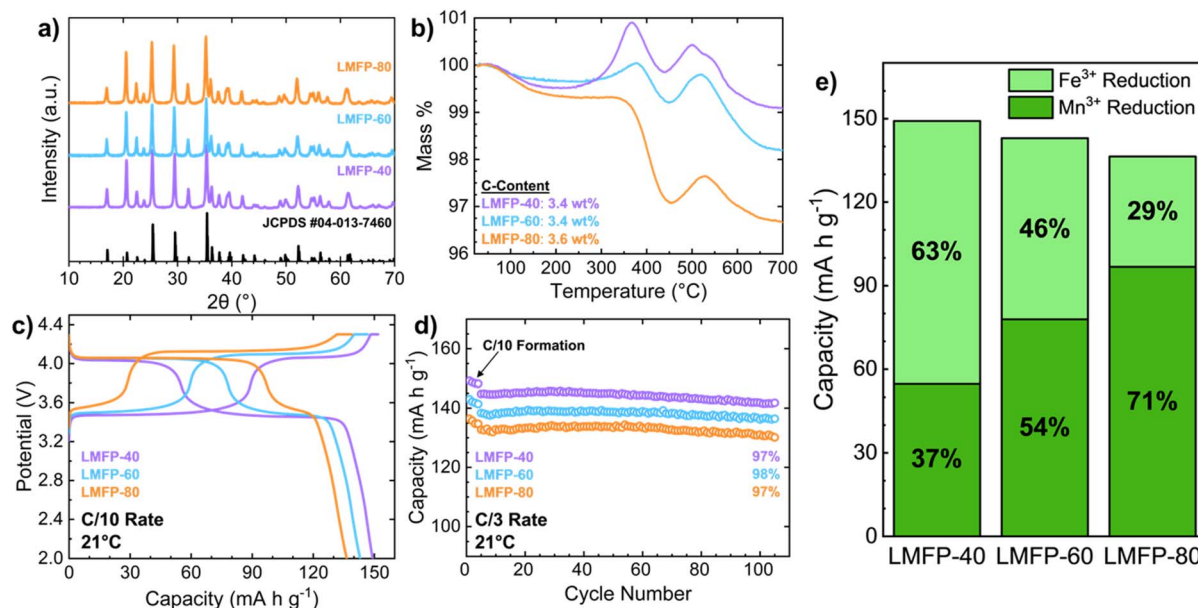 a)
Intensity (a.u.)
LMFP-80
LMFP-60
LMFP-40
JCPDS #04-013-7460
10 20 30 40 50 60 70
2θ (°)
b)
Mass %
101
100
99
98
97
96
C-Content
LMFP-40: 3.4 wt%
LMFP-60: 3.4 wt%
LMFP-80: 3.6 wt%
100 200 300 400 500 600 700
Temperature (°C)
c)
Potential (V)
4.4
4.0
3.6
3.2
2.8
2.4
2.0
LMFP-40
LMFP-60
LMFP-80
C/10 Rate
21°C
0 30 60 90 120 150
Capacity (mA h g⁻¹)
d)
Capacity (mA h g⁻¹)
160
140
120
100
C/10 Formation
LMFP-40 97%
LMFP-60 98%
LMFP-80 97%
C/3 Rate
21°C
0 20 40 60 80 100
Cycle Number
e)
Capacity (mA h g⁻¹)
150
120
90
60
30
0
Fe³⁺ Reduction
Mn³⁺ Reduction
63%
37%
46%
54%
29%
71%
LMFP-40 LMFP-60 LMFP-80